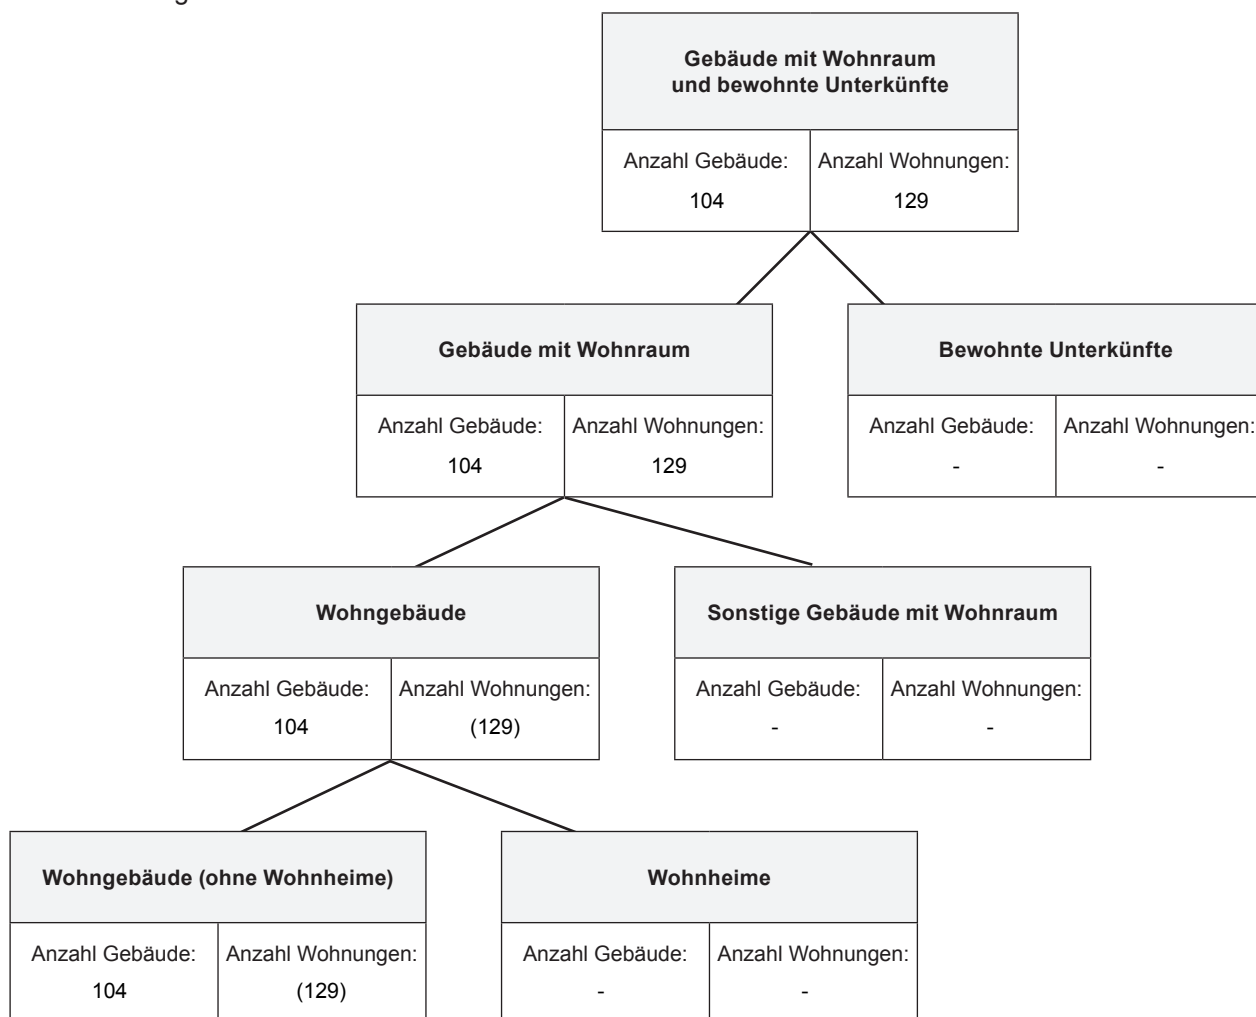 Gebäude mit Wohnraum
und bewohnte Unterkünfte
Anzahl Gebäude: Anzahl Wohnungen:
104 129
Gebäude mit Wohnraum
Anzahl Gebäude: Anzahl Wohnungen:
104 129
Bewohnte Unterkünfte
Anzahl Gebäude: Anzahl Wohnungen:
- -
Wohngebäude
Anzahl Gebäude: Anzahl Wohnungen:
104 (129)
Sonstige Gebäude mit Wohnraum
Anzahl Gebäude: Anzahl Wohnungen:
- -
Wohngebäude (ohne Wohnheime)
Anzahl Gebäude: Anzahl Wohnungen:
104 (129)
Wohnheime
Anzahl Gebäude: Anzahl Wohnungen:
- -